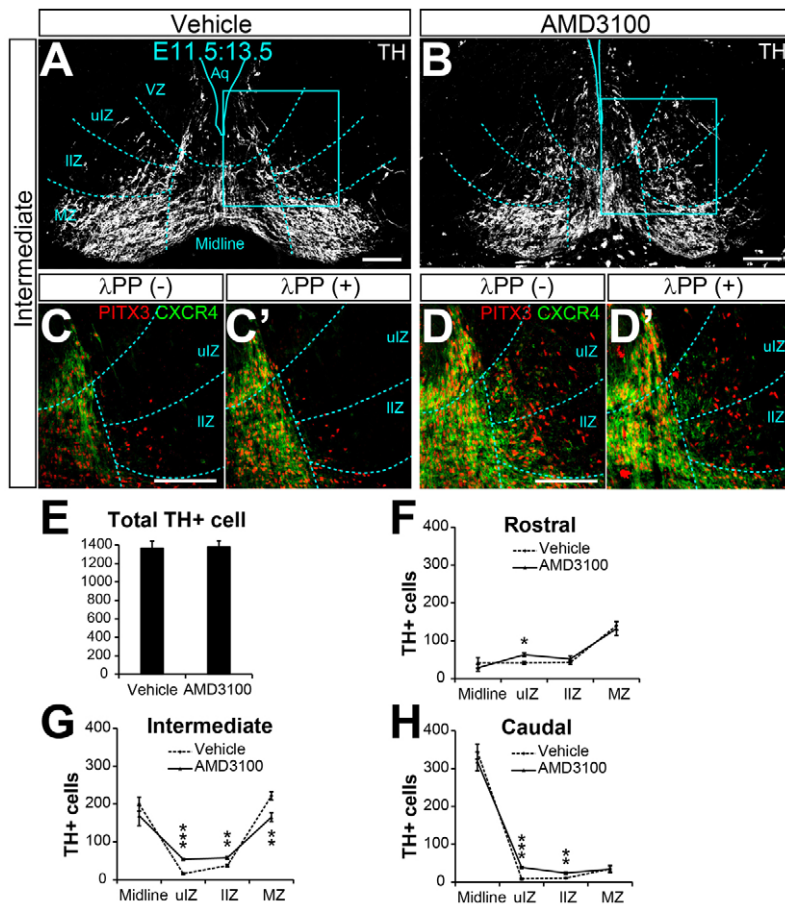 Vehicle AMD3100
Intermediate
A E11.5:13.5 TH
Aq
VZ
uIZ
lIZ
MZ
Midline
B TH
λPP (-) λPP (+) λPP (-) λPP (+)
C PITX3 CXCR4
uIZ
lIZ
C'
uIZ
lIZ
D PITX3 CXCR4
uIZ
lIZ
D'
uIZ
lIZ
E
Total TH+ cell
1400
1200
1000
800
600
400
200
0
Vehicle AMD3100
F
Rostral
Vehicle
AMD3100
TH+ cells
400
300
200
100
0
*
Midline uIZ lIZ MZ
G
Intermediate
Vehicle
AMD3100
TH+ cells
400
300
200
100
0
*** ** **
Midline uIZ lIZ MZ
H
Caudal
Vehicle
AMD3100
TH+ cells
400
300
200
100
0
*** **
Midline uIZ lIZ MZ